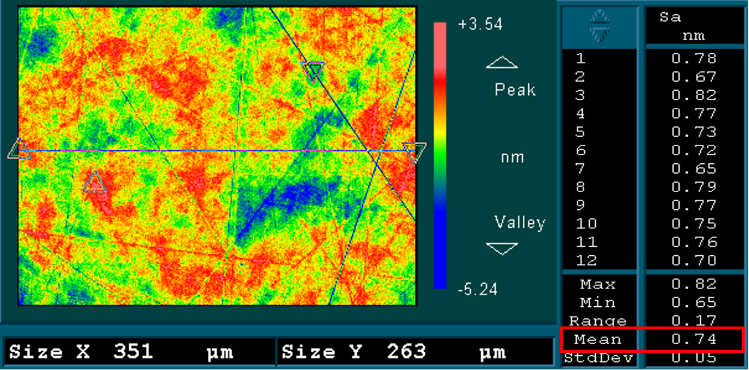 +3.54
Peak
nm
Valley
-5.24
Size X 351 μm
Size Y 263 μm
Sa
nm
1 0.78
2 0.67
3 0.82
4 0.77
5 0.73
6 0.72
7 0.65
8 0.79
9 0.77
10 0.75
11 0.76
12 0.70
Max 0.82
Min 0.65
Range 0.17
Mean 0.74
StdDev 0.05